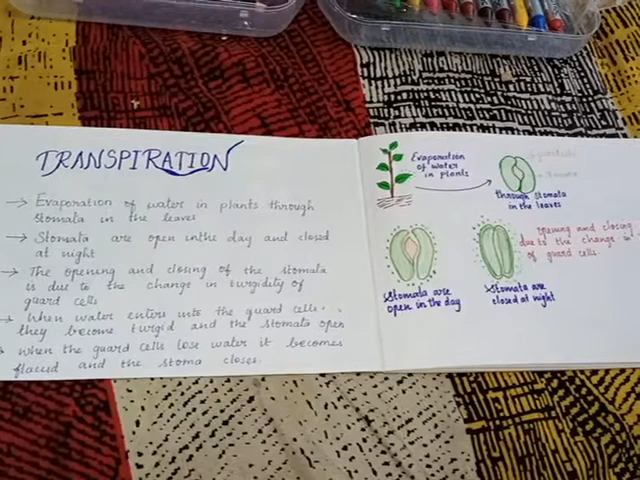 TRANSPIRATION
→ Evaporation of water in plants through
stomata in the leaves
→ Stomata are open inthe day and closed
at night
→ The opening and closing of the stomata
is due to the change in turgidity of
guard cells
→ When water enters into the guard cells.
they become turgid and the stomata open
→ when the guard cells lose water it becomes
flaccid and the stoma closes.
Evaporation
of water
in plants
through stomata
in the leaves
Stomata are
open in the day
Stomata are
closed at night
opening and closing
due to the change in
of guard cells